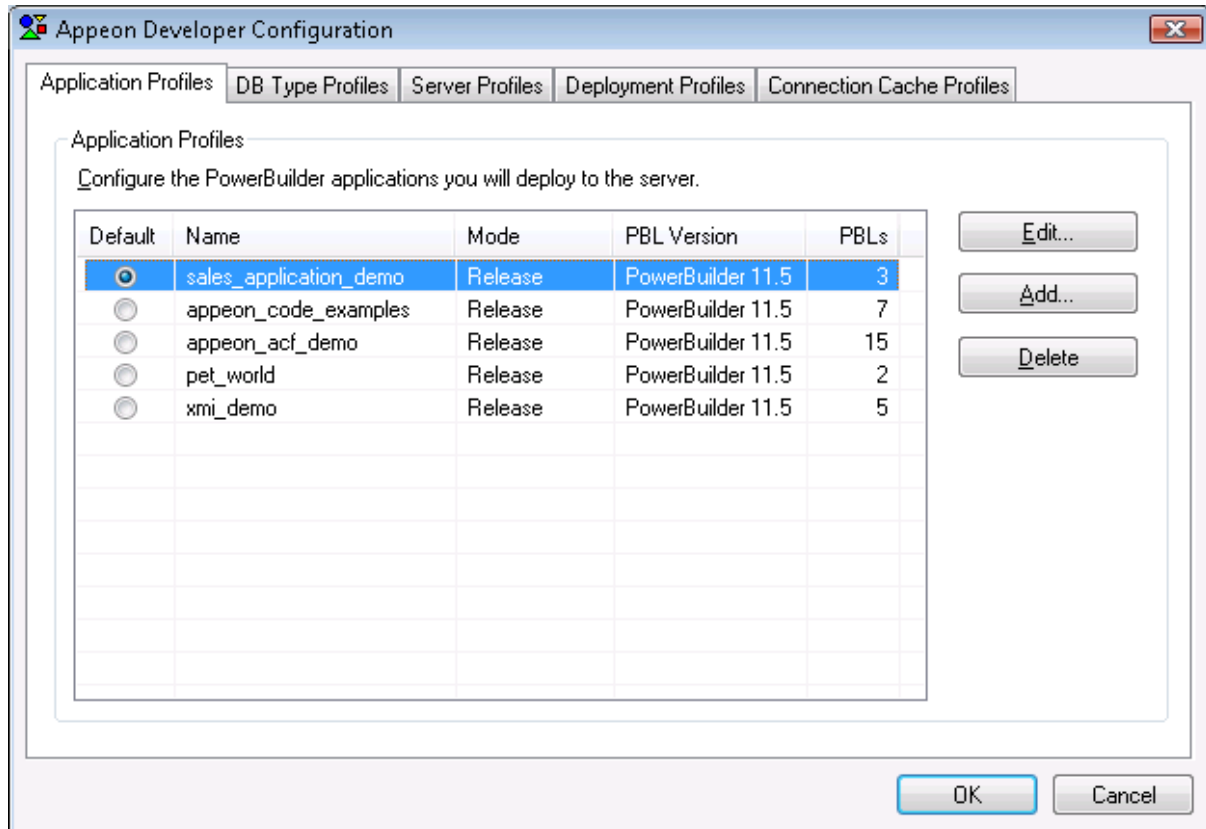 Appeon Developer Configuration
Application Profiles DB Type Profiles Server Profiles Deployment Profiles Connection Cache Profiles
Application Profiles
Configure the PowerBuilder applications you will deploy to the server.
Default Name Mode PBL Version PBLs
sales_application_demo Release PowerBuilder 11.5 3
appeon_code_examples Release PowerBuilder 11.5 7
appeon_acf_demo Release PowerBuilder 11.5 15
pet_world Release PowerBuilder 11.5 2
xmi_demo Release PowerBuilder 11.5 5
Edit...
Add...
Delete
OK Cancel